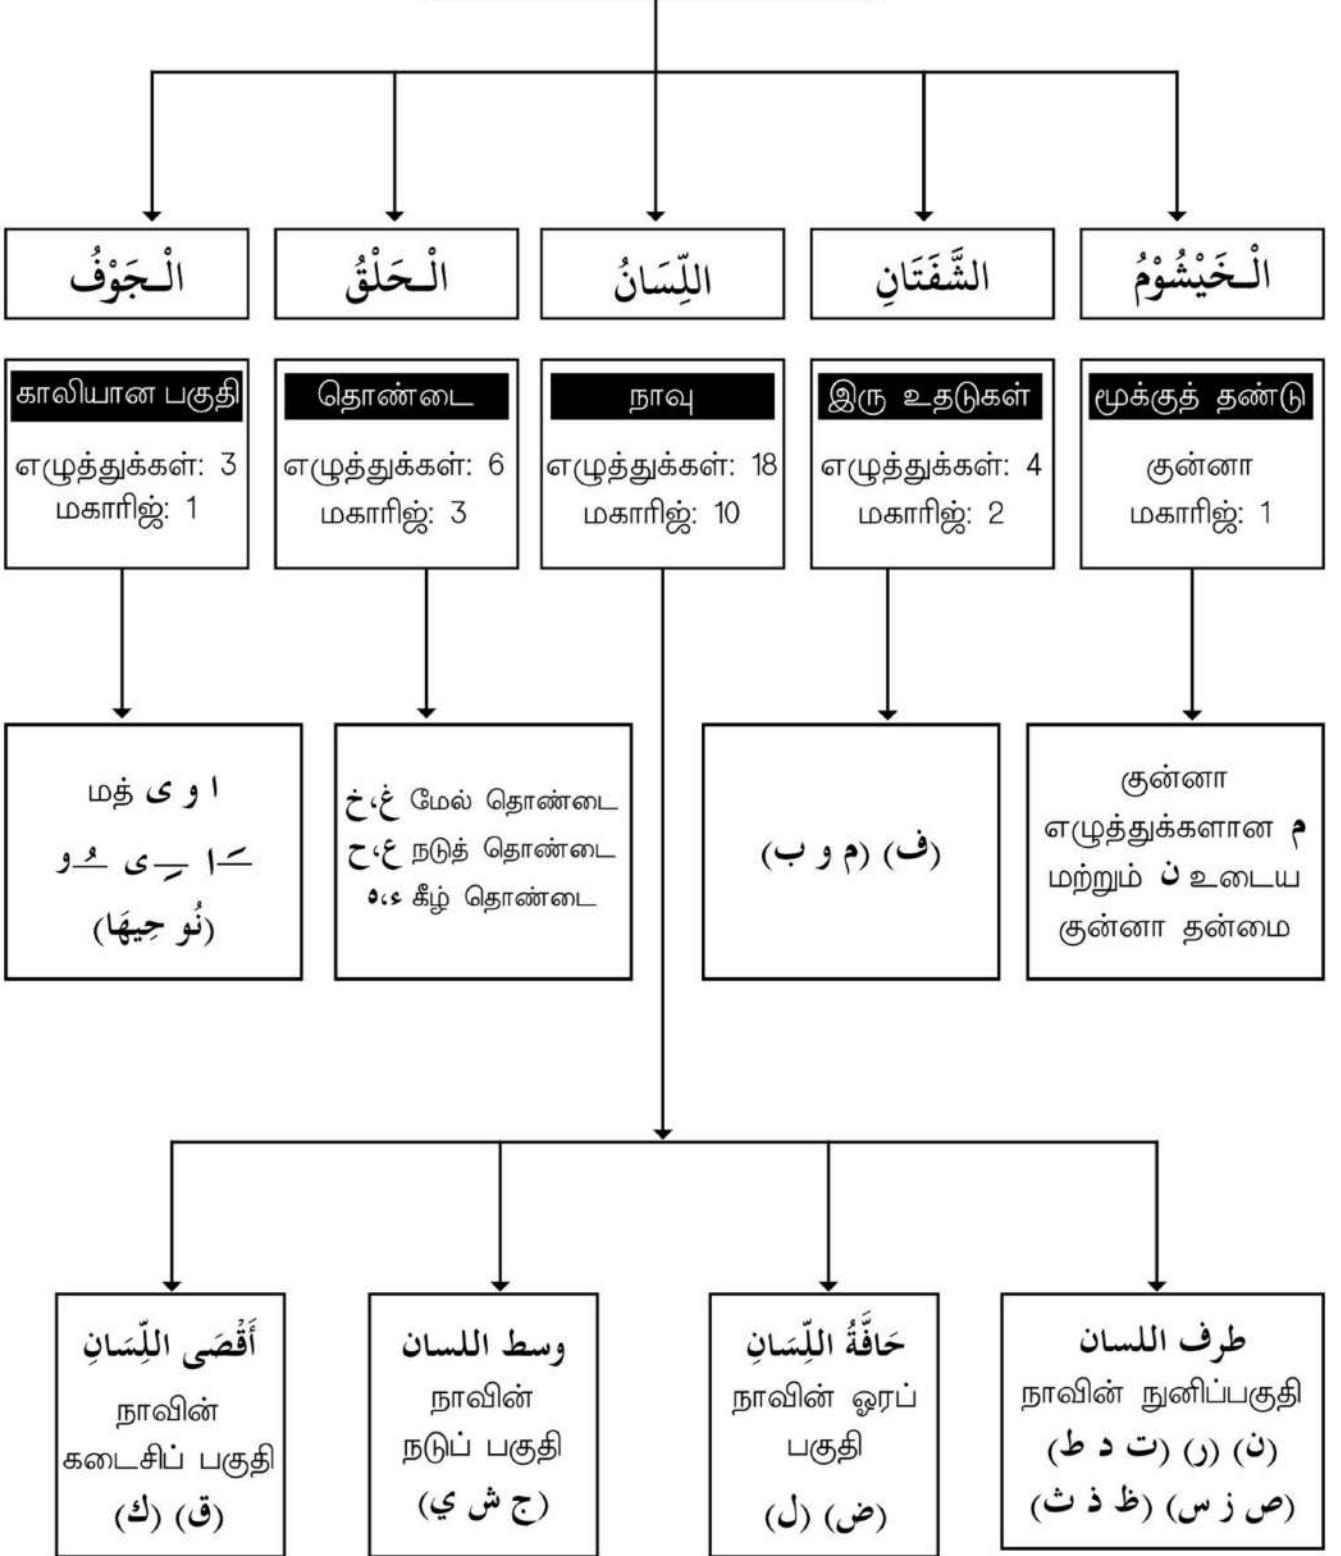 الْجَوْفُ
الْحَلْقُ
اللِّسَانُ
الشَّفَتَانِ
الْخَيْشُوْمُ
காலியான பகுதி
எழுத்துக்கள்: 3
மகாரிஜ்: 1
தொண்டை
எழுத்துக்கள்: 6
மகாரிஜ்: 3
நாவு
எழுத்துக்கள்: 18
மகாரிஜ்: 10
இரு உதடுகள்
எழுத்துக்கள்: 4
மகாரிஜ்: 2
மூக்குத் தண்டு
குன்னா
மகாரிஜ்: 1
ا و ى மத்
ـَـا ـِـى ـُـو
(نُو حِيهَا)
غ،خ மேல் தொண்டை
ع،ح நடுத் தொண்டை
ء،ه கீழ் தொண்டை
(ف) (م و ب)
குன்னா
எழுத்துக்களான م
மற்றும் ن உடைய
குன்னா தன்மை
أَقْصَى اللِّسَانِ
நாவின்
கடைசிப் பகுதி
(ق) (ك)
وسط اللسان
நாவின்
நடுப் பகுதி
(ج ش ي)
حَافَّةُ اللِّسَانِ
நாவின் ஓரப்
பகுதி
(ض) (ل)
طرف اللسان
நாவின் நுனிப்பகுதி
(ن) (ر) (ت د ط)
(ص ز س) (ظ ذ ث)